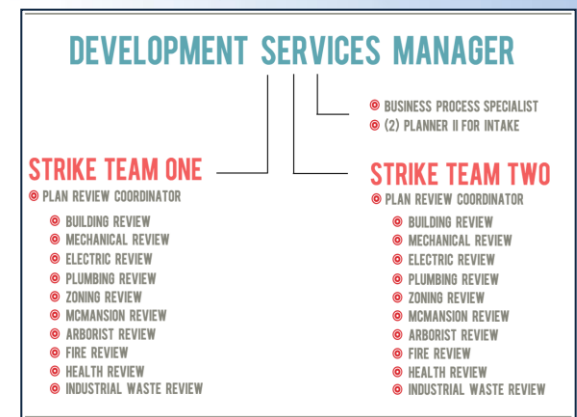 DEVELOPMENT SERVICES MANAGER
BUSINESS PROCESS SPECIALIST
(2) PLANNER II FOR INTAKE
STRIKE TEAM ONE
PLAN REVIEW COORDINATOR
BUILDING REVIEW
MECHANICAL REVIEW
ELECTRIC REVIEW
PLUMBING REVIEW
ZONING REVIEW
MCMANSION REVIEW
ARBORIST REVIEW
FIRE REVIEW
HEALTH REVIEW
INDUSTRIAL WASTE REVIEW
STRIKE TEAM TWO
PLAN REVIEW COORDINATOR
BUILDING REVIEW
MECHANICAL REVIEW
ELECTRIC REVIEW
PLUMBING REVIEW
ZONING REVIEW
MCMANSION REVIEW
ARBORIST REVIEW
FIRE REVIEW
HEALTH REVIEW
INDUSTRIAL WASTE REVIEW